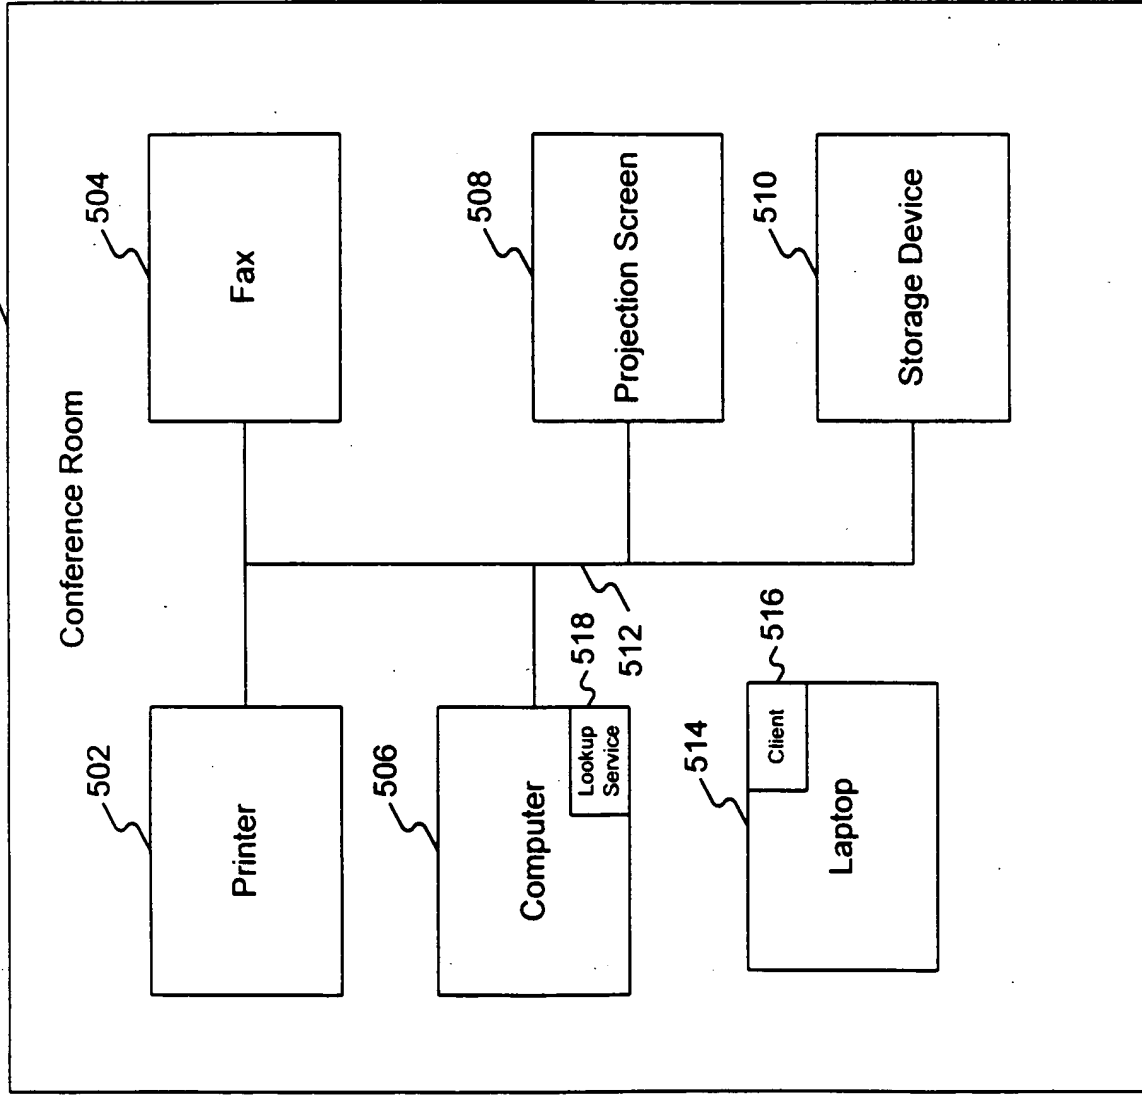 Conference Room
502
Printer
504
Fax
506
Computer
Lookup
Service
518
512
508
Projection Screen
514
Laptop
Client
516
510
Storage Device